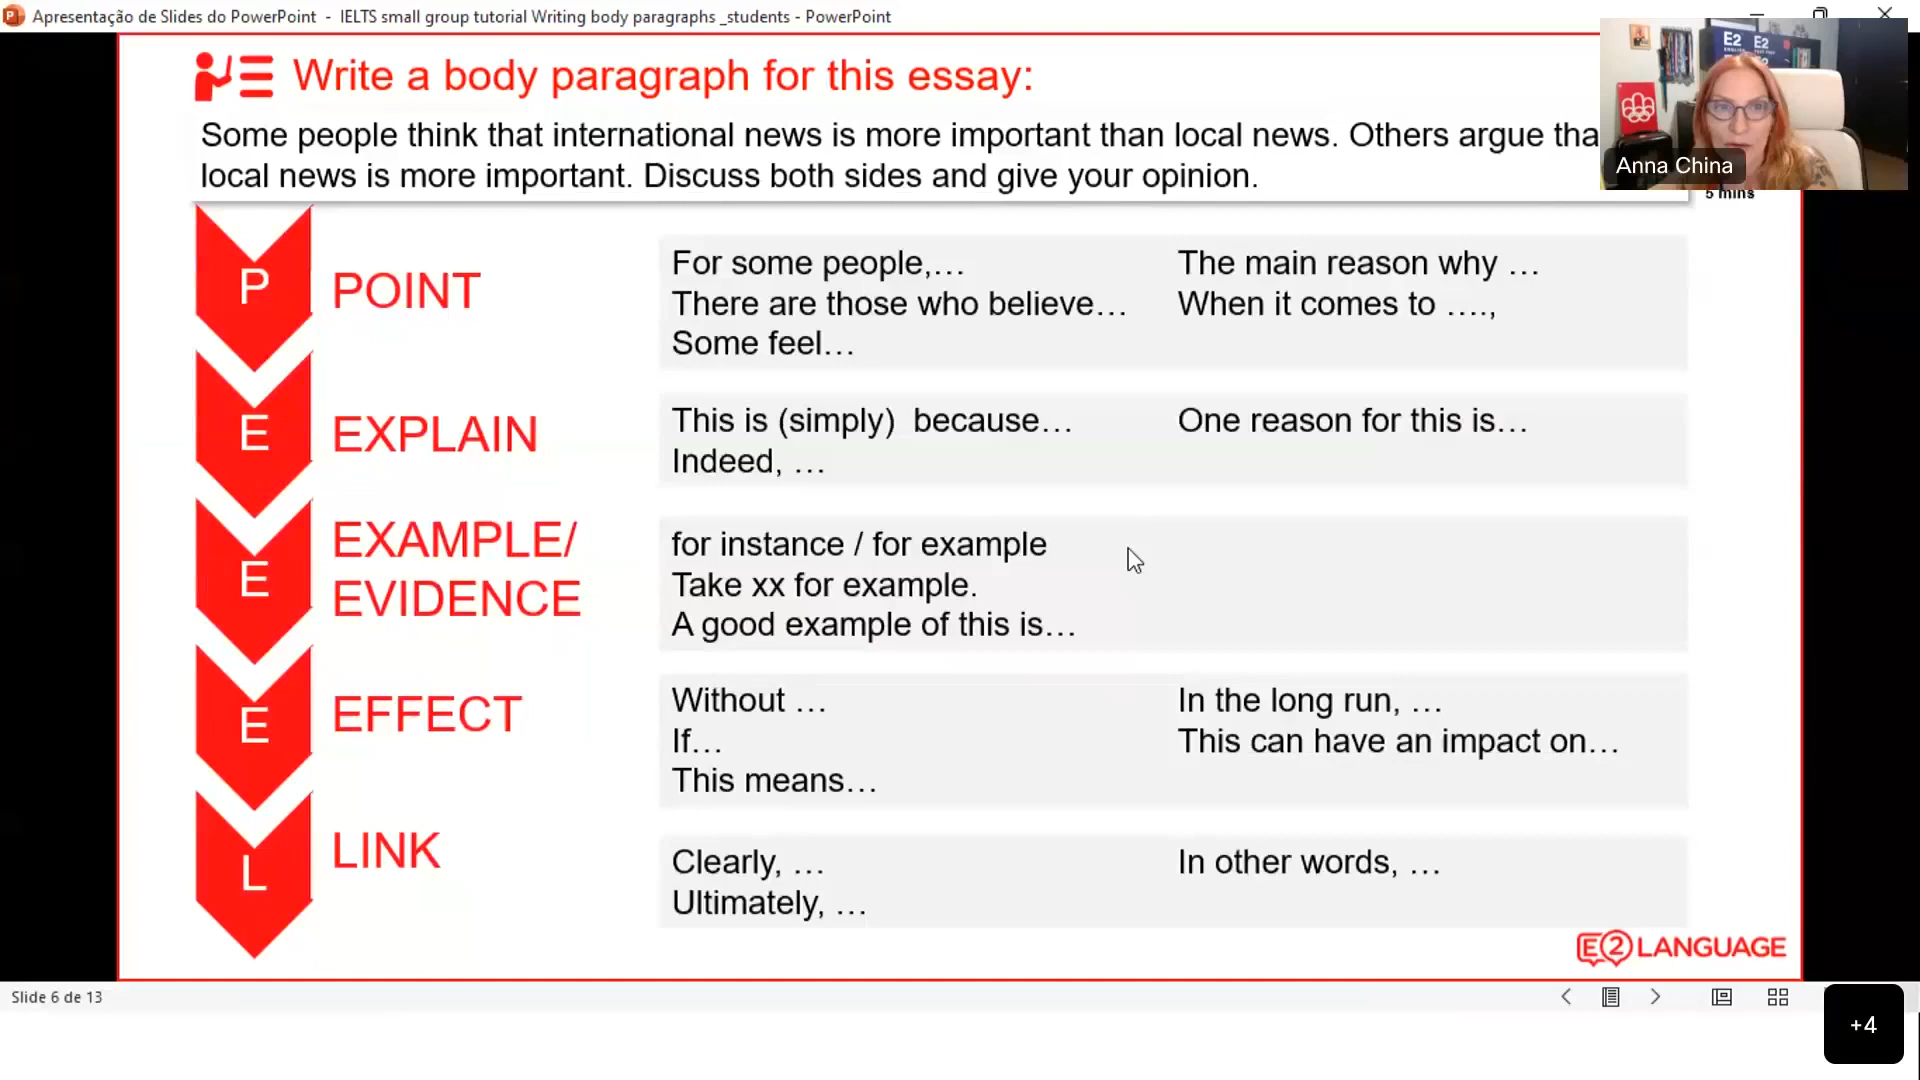 Apresentação de Slides do PowerPoint - IELTS small group tutorial Writing body paragraphs _students - PowerPoint
Write a body paragraph for this essay:
Some people think that international news is more important than local news. Others argue tha
local news is more important. Discuss both sides and give your opinion.
E2 E2
Anna China
5 mins
P
POINT
For some people,…
There are those who believe…
Some feel…
The main reason why …
When it comes to ….,
E
EXPLAIN
This is (simply) because…
Indeed, …
One reason for this is…
E
EXAMPLE/
EVIDENCE
for instance / for example
Take xx for example.
A good example of this is…
E
EFFECT
Without …
If…
This means…
In the long run, …
This can have an impact on…
L
LINK
Clearly, …
Ultimately, …
In other words, …
E2 LANGUAGE
Slide 6 de 13
+4